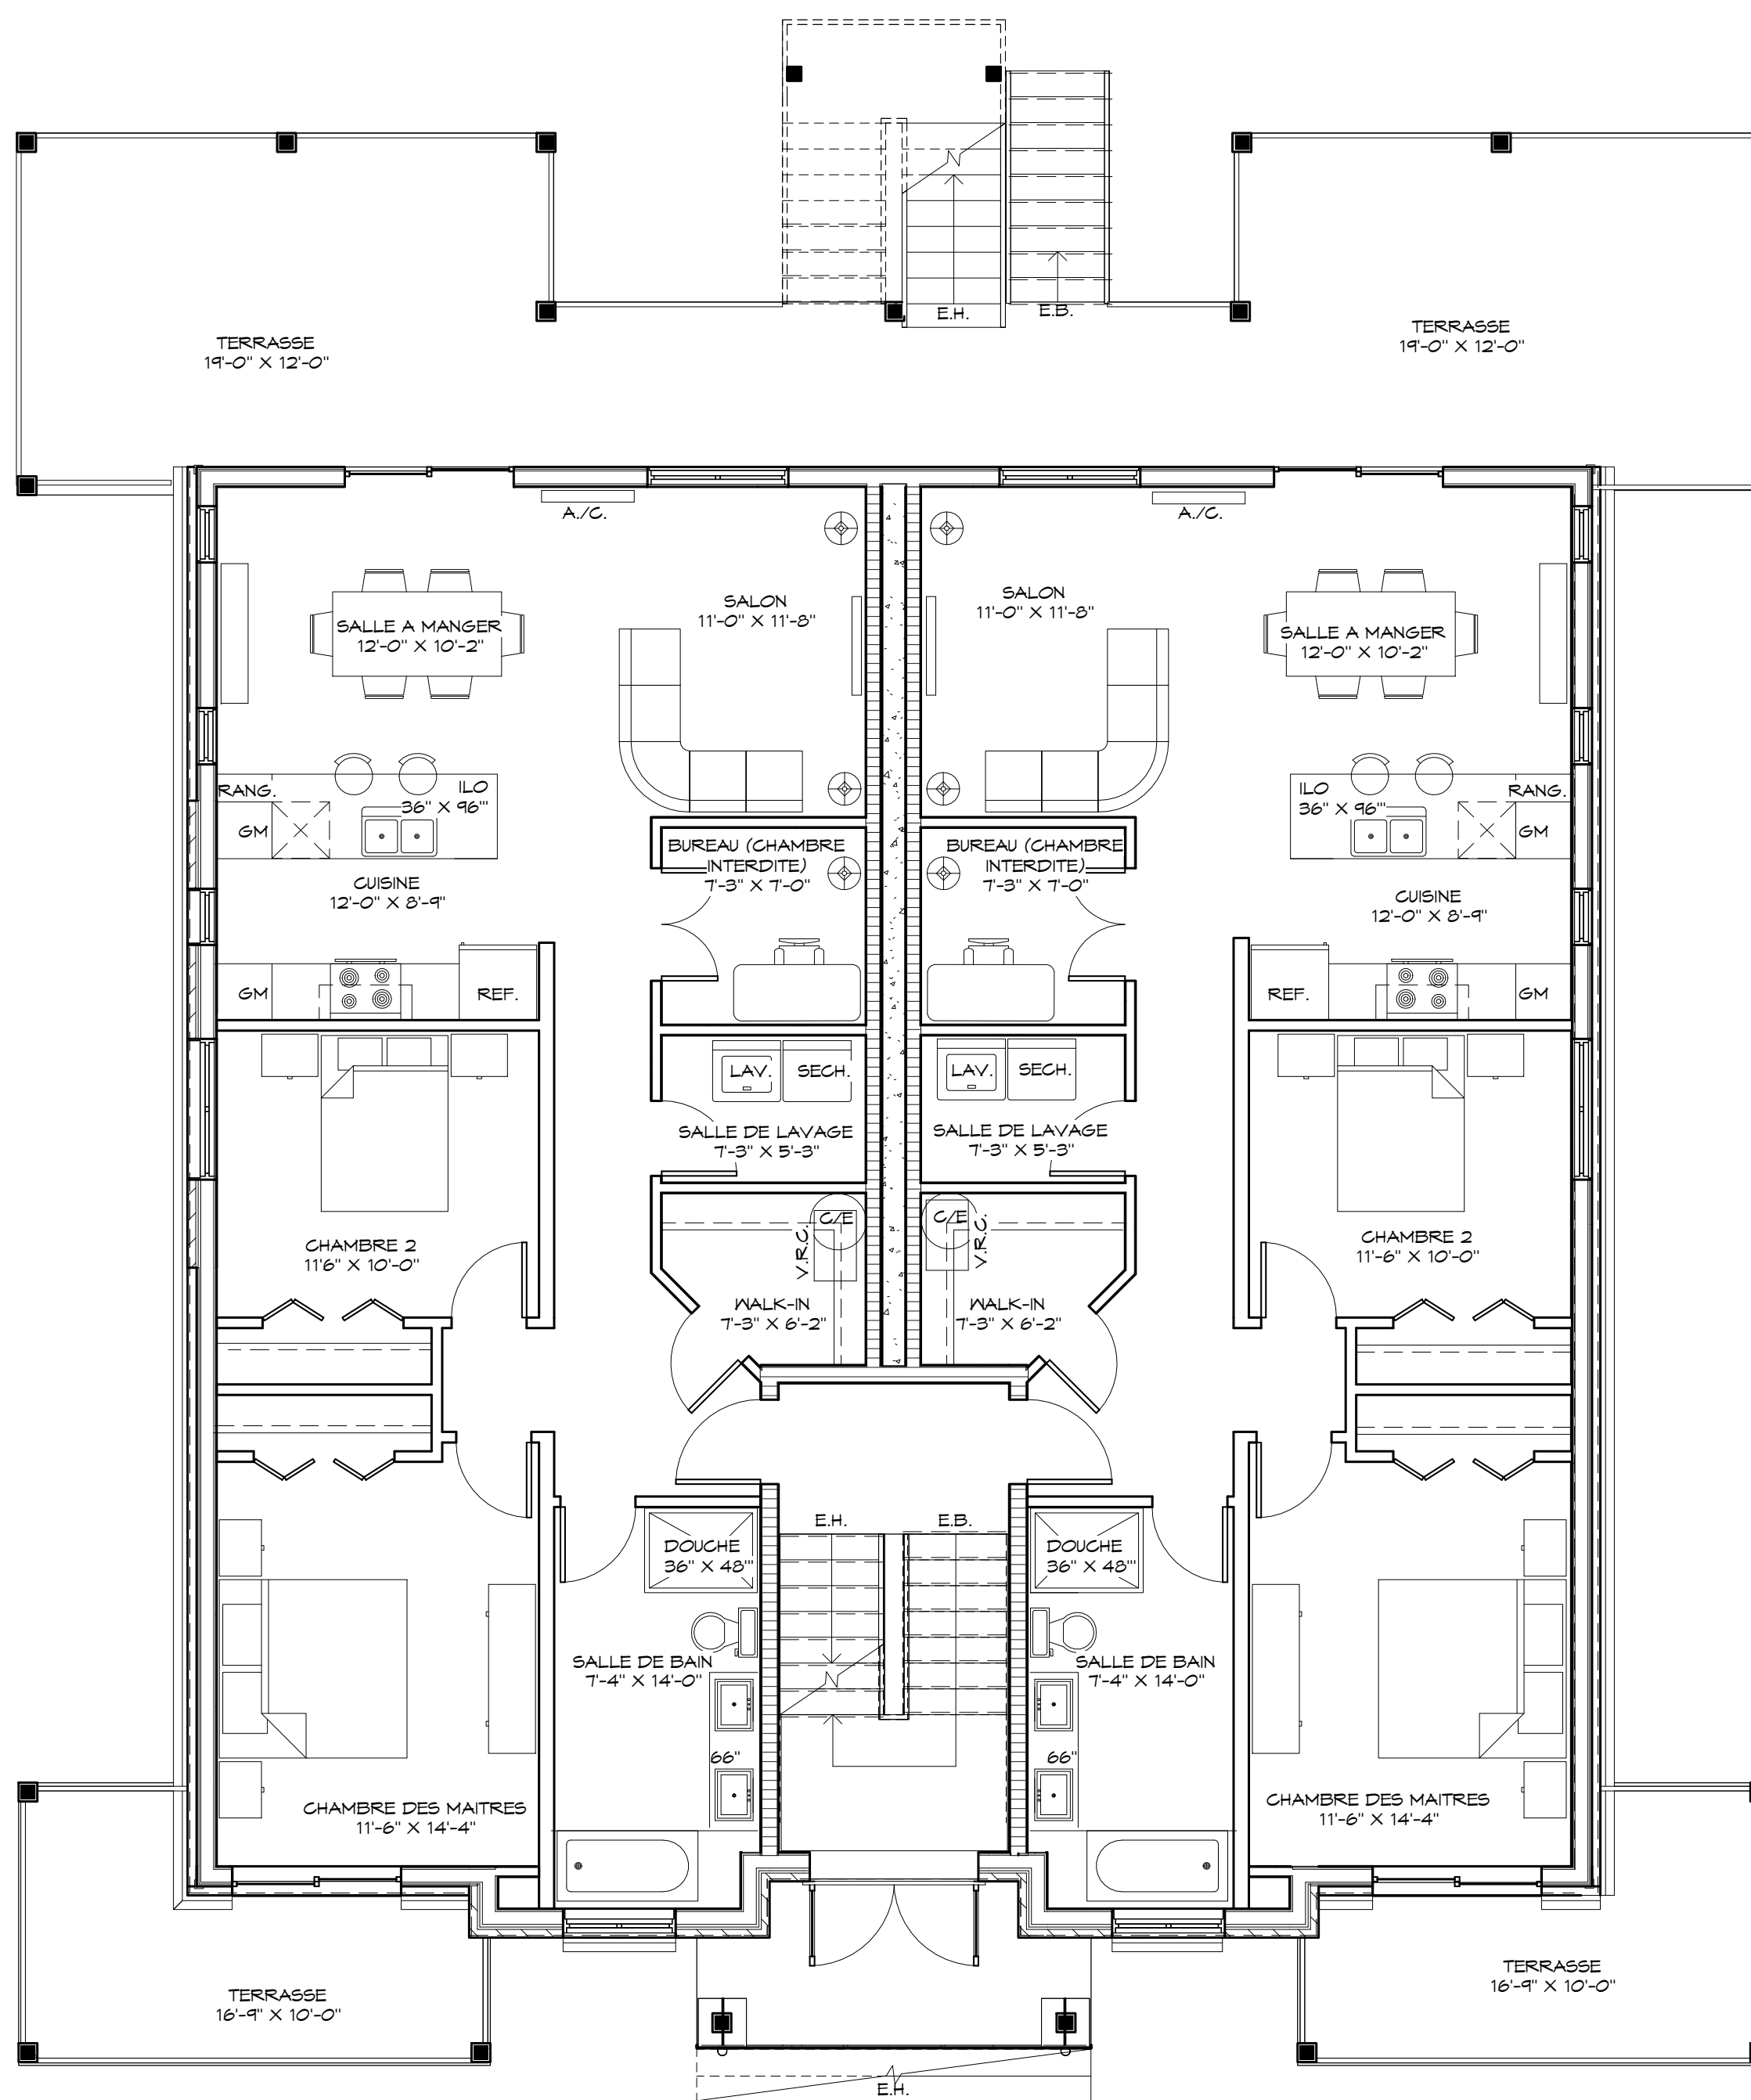 E.H.
E.B.
TERRASSE
19'-0" X 12'-0"
TERRASSE
19'-0" X 12'-0"
A./C.
A./C.
SALON
11'-0" X 11'-8"
SALON
11'-0" X 11'-8"
SALLE A MANGER
12'-0" X 10'-2"
SALLE A MANGER
12'-0" X 10'-2"
RANG.
ILO
36" X 96'"
GM
ILO
36" X 96'"
RANG.
GM
BUREAU (CHAMBRE
INTERDITE)
7'-3" X 7'-0"
BUREAU (CHAMBRE
INTERDITE)
7'-3" X 7'-0"
CUISINE
12'-0" X 8'-9"
CUISINE
12'-0" X 8'-9"
GM
REF.
REF.
GM
LAV.
SECH.
LAV.
SECH.
SALLE DE LAVAGE
7'-3" X 5'-3"
SALLE DE LAVAGE
7'-3" X 5'-3"
C/E
V.R.C.
C/E
V.R.C.
CHAMBRE 2
11'6" X 10'-0"
CHAMBRE 2
11'-6" X 10'-0"
WALK-IN
7'-3" X 6'-2"
WALK-IN
7'-3" X 6'-2"
E.H.
E.B.
DOUCHE
36" X 48'"
DOUCHE
36" X 48'"
SALLE DE BAIN
7'-4" X 14'-0"
SALLE DE BAIN
7'-4" X 14'-0"
66"
66"
CHAMBRE DES MAITRES
11'-6" X 14'-4"
CHAMBRE DES MAITRES
11'-6" X 14'-4"
TERRASSE
16'-9" X 10'-0"
TERRASSE
16'-9" X 10'-0"
E.H.